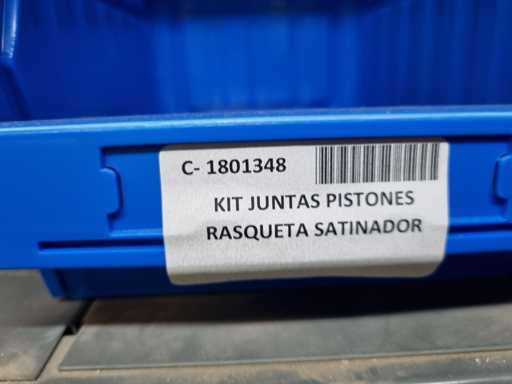 C- 1801348
KIT JUNTAS PISTONES
RASQUETA SATINADOR